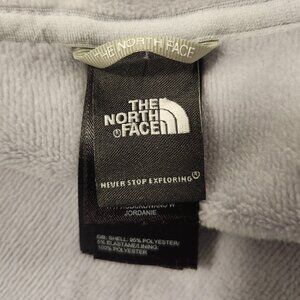 THE NORTH FACE
THE
NORTH
FACE®
NEVER STOP EXPLORING®
JORDANIE
GB: SHELL: 95% POLYESTER/
5% ELASTANE/LINING:
100% POLYESTER